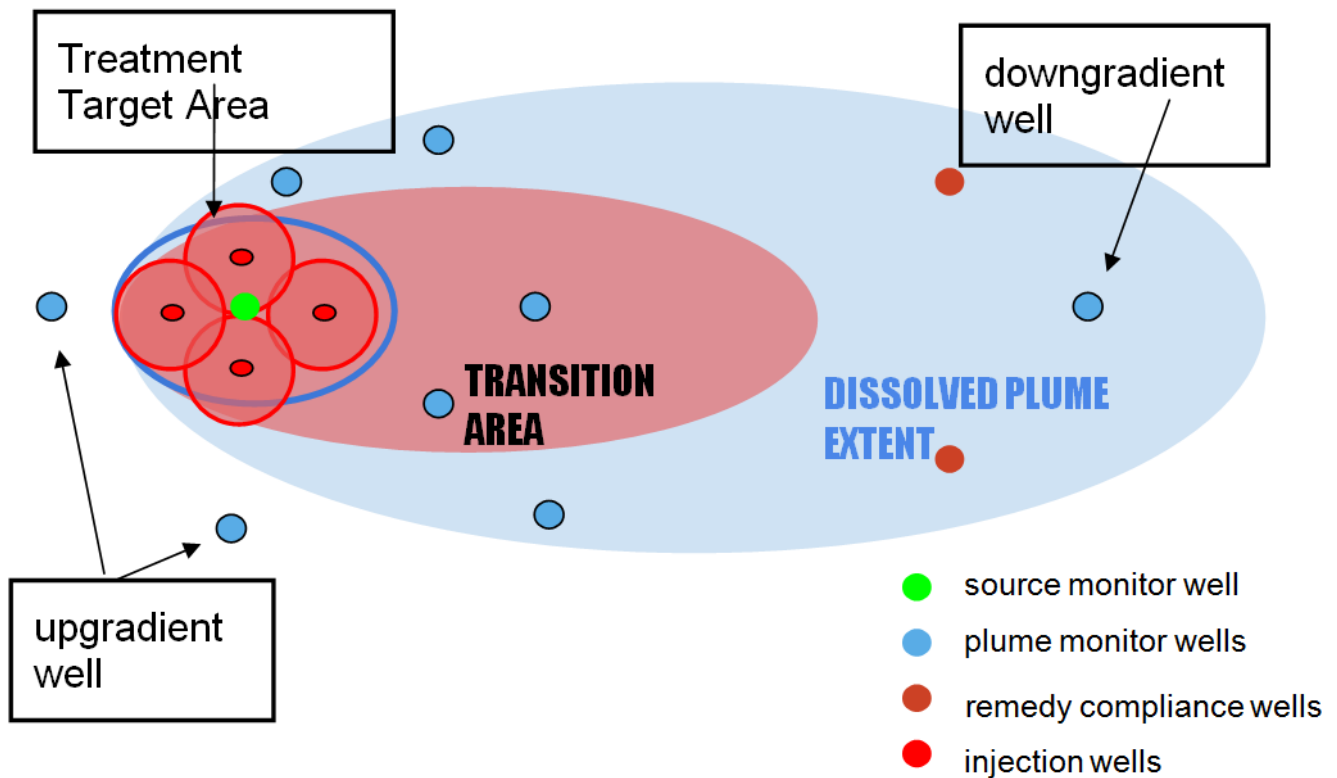 Treatment
Target Area
downgradient
well
TRANSITION
AREA
DISSOLVED PLUME
EXTENT
upgradient
well
source monitor well
plume monitor wells
remedy compliance wells
injection wells